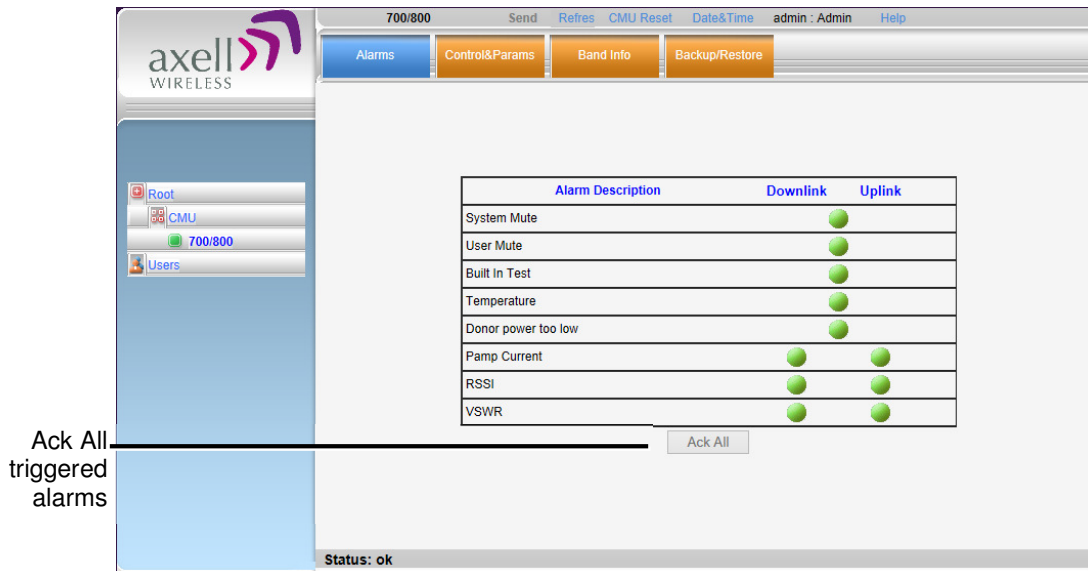 700/800 Send Refres CMU Reset Date&Time admin : Admin Help
axell
WIRELESS
Alarms Control&Params Band Info Backup/Restore
Root
CMU
700/800
Users
Alarm Description Downlink Uplink
System Mute
User Mute
Built In Test
Temperature
Donor power too low
Pamp Current
RSSI
VSWR
Ack All
Ack All
triggered
alarms
Status: ok